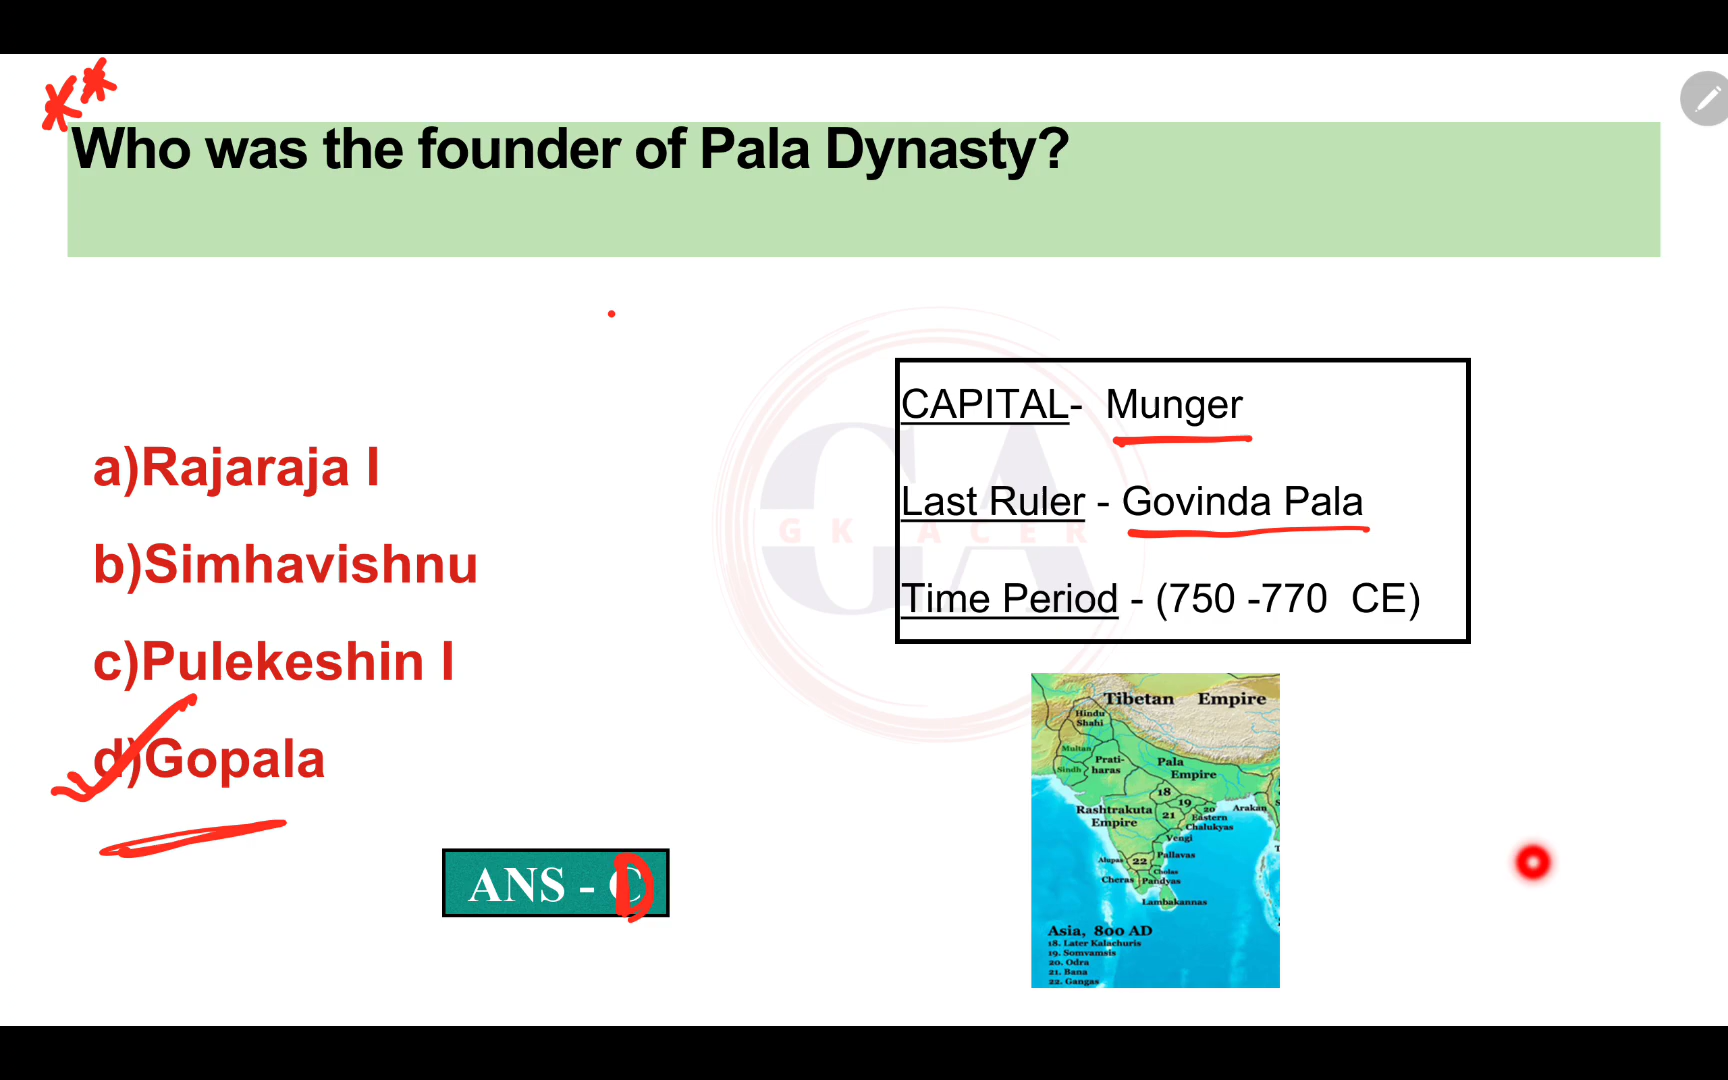 **
Who was the founder of Pala Dynasty?
a)Rajaraja I
b)Simhavishnu
c)Pulekeshin I
d)Gopala
ANS - D
CAPITAL- Munger
Last Ruler - Govinda Pala
Time Period - (750 -770 CE)
GK ACER
Tibetan Empire
Hindu
Shahi
Multan
Prati-
Sindh haras
Pala
Empire
18
19
20
Arakan
Rashtrakuta
Empire
21
Eastern
Chalukyas
Vengi
Alupas
22
Pallavas
Cholas
Cheras
Pandyas
Lambakannas
Asia, 800 AD
18. Later Kalachuris
19. Somvamsis
20. Odra
21. Bana
22. Gangas